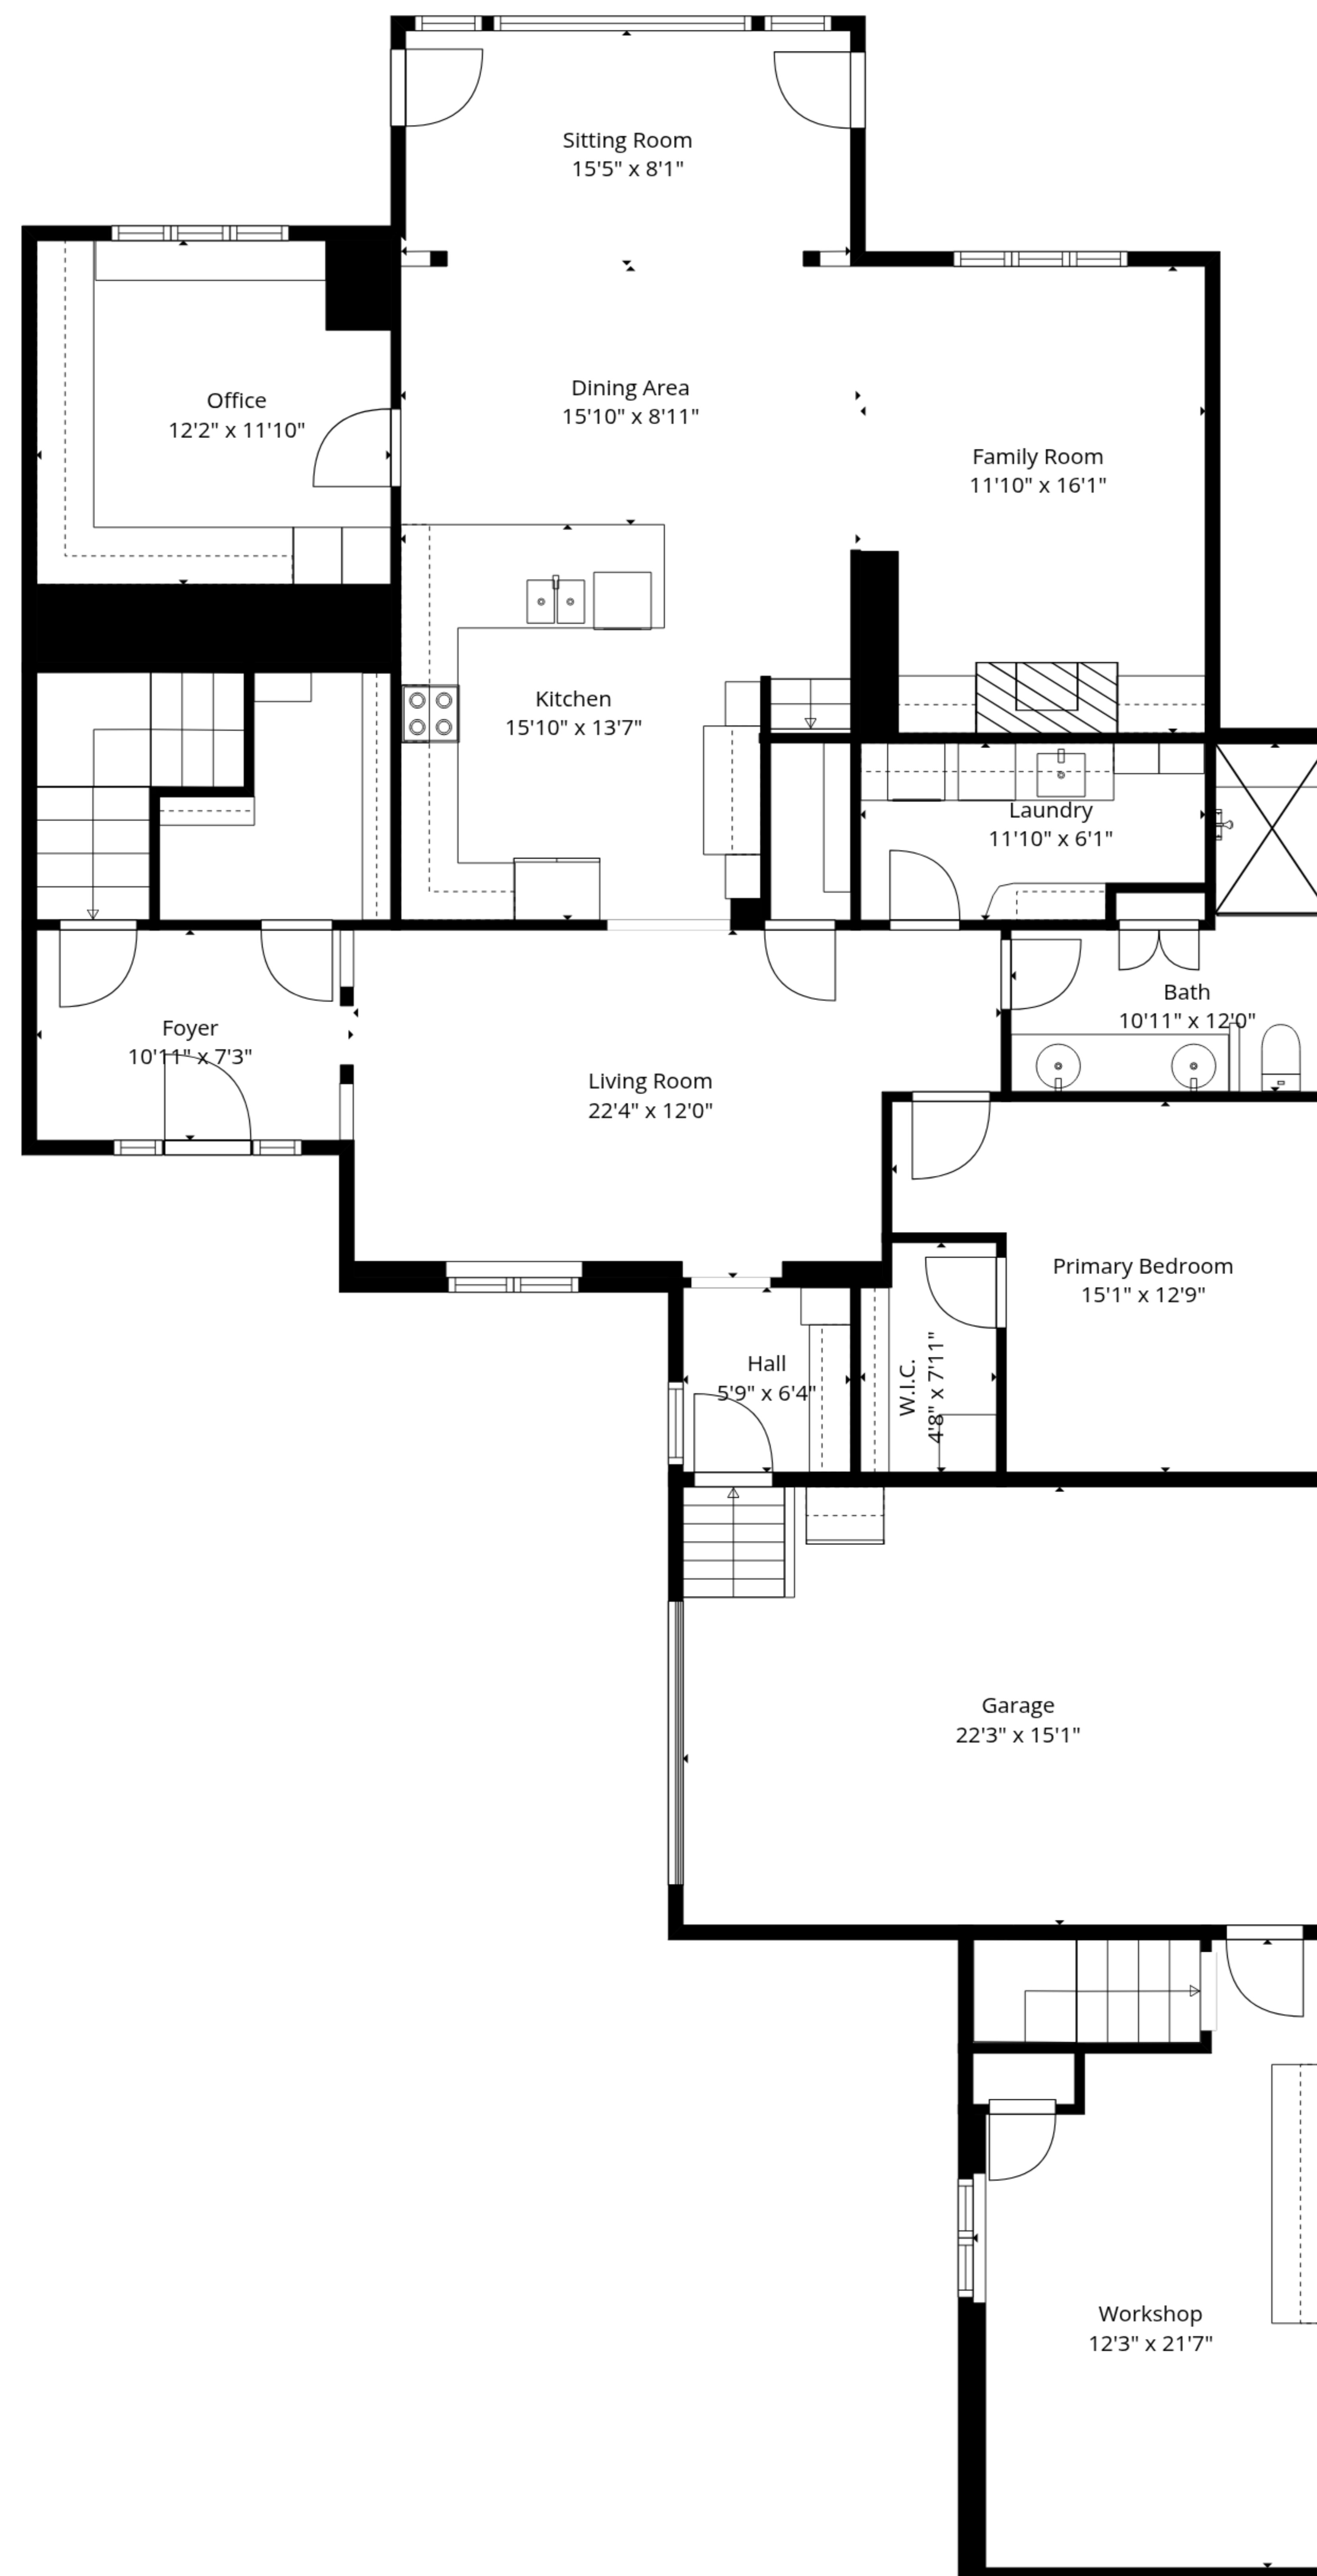 Sitting Room
15'5" x 8'1"
Dining Area
15'10" x 8'11"
Office
12'2" x 11'10"
Family Room
11'10" x 16'1"
Kitchen
15'10" x 13'7"
Laundry
11'10" x 6'1"
Bath
10'11" x 12'0"
Foyer
10'11" x 7'3"
Living Room
22'4" x 12'0"
Primary Bedroom
15'1" x 12'9"
Hall
5'9" x 6'4"
W.I.C.
4'8" x 7'11"
Garage
22'3" x 15'1"
Workshop
12'3" x 21'7"